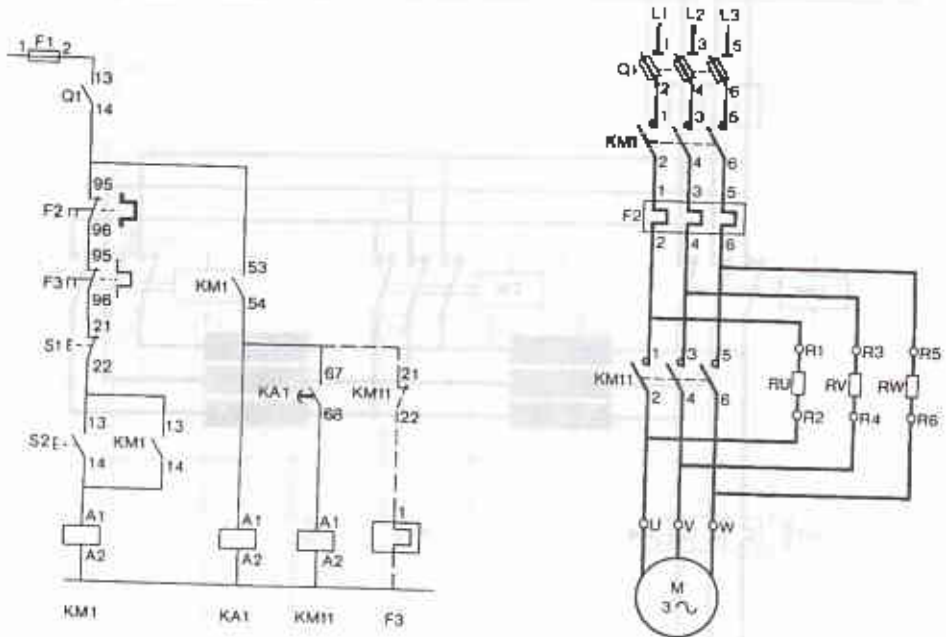 L1 L2 L3
F1
1 2
1 3 5
Q1
2 4 6
13
Q1
14
1 3 5
KM1
2 4 6
95
F2
96
1 3 5
F2
2 4 6
95
F3
96
53
KM1
54
21
S1 E
22
67
KA1
68
21
KM11
22
1 3 5
KM11
2 4 6
R1 R3 R5
RU RV RW
R2 R4 R6
13
S2 E
14
13
KM1
14
A1
A2
A1
A2
A1
A2
1
U V W
M
3
KM1 KA1 KM11 F3